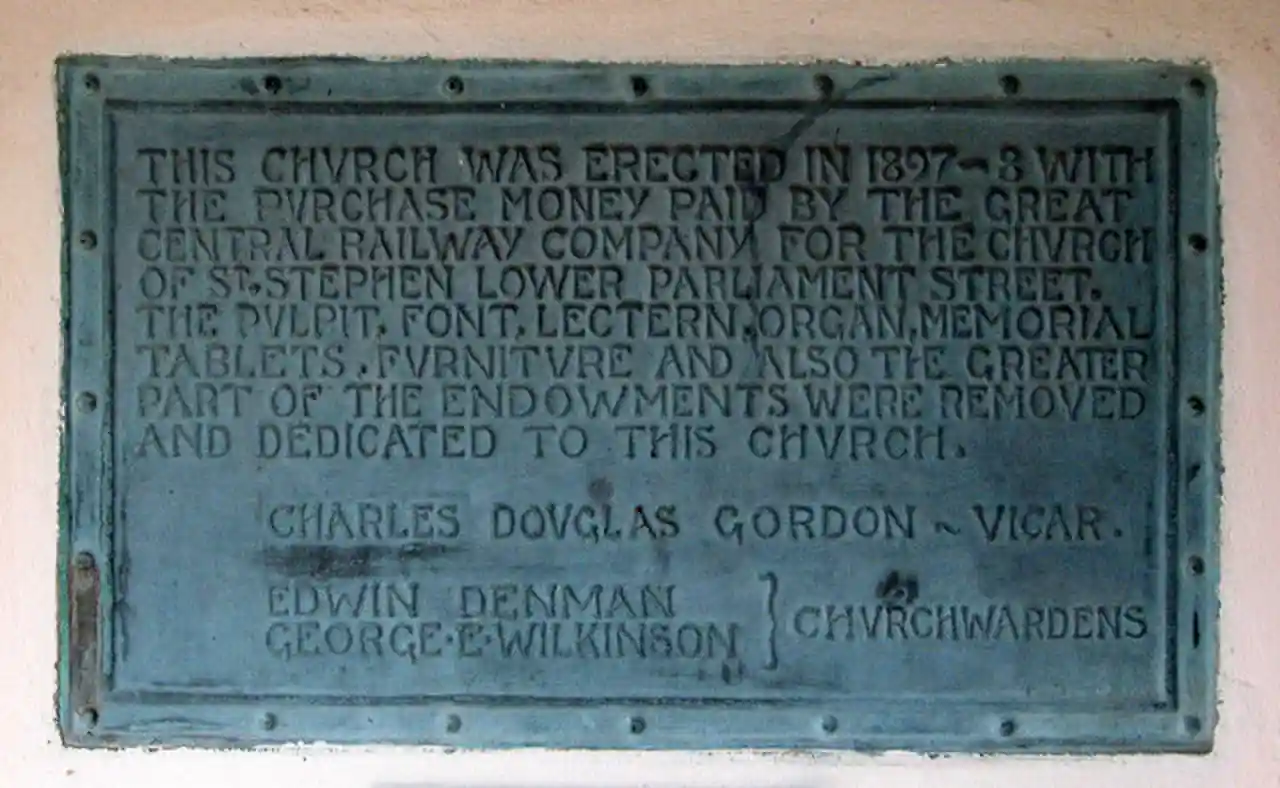 THIS CHVRCH WAS ERECTED IN 1897~8 WITH
THE PVRCHASE MONEY PAID BY THE GREAT
CENTRAL RAILWAY COMPANY FOR THE CHVRCH
OF ST. STEPHEN LOWER PARLIAMENT STREET.
THE PVLPIT, FONT, LECTERN, ORGAN, MEMORIAL
TABLETS, FVRNITVRE AND ALSO THE GREATER
PART OF THE ENDOWMENTS WERE REMOVED
AND DEDICATED TO THIS CHVRCH.
CHARLES DOVGLAS GORDON ~ VICAR.
EDWIN DENMAN
GEORGE·E·WILKINSON } CHVRCHWARDENS